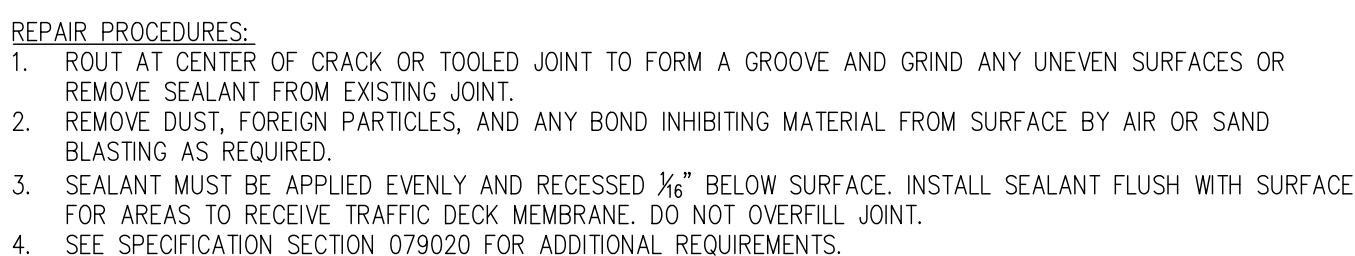 REPAIR PROCEDURES:
1. ROUT AT CENTER OF CRACK OR TOOLED JOINT TO FORM A GROOVE AND GRIND ANY UNEVEN SURFACES OR
REMOVE SEALANT FROM EXISTING JOINT.
2. REMOVE DUST, FOREIGN PARTICLES, AND ANY BOND INHIBITING MATERIAL FROM SURFACE BY AIR OR SAND
BLASTING AS REQUIRED.
3. SEALANT MUST BE APPLIED EVENLY AND RECESSED 1/16" BELOW SURFACE. INSTALL SEALANT FLUSH WITH SURFACE
FOR AREAS TO RECEIVE TRAFFIC DECK MEMBRANE. DO NOT OVERFILL JOINT.
4. SEE SPECIFICATION SECTION 079020 FOR ADDITIONAL REQUIREMENTS.